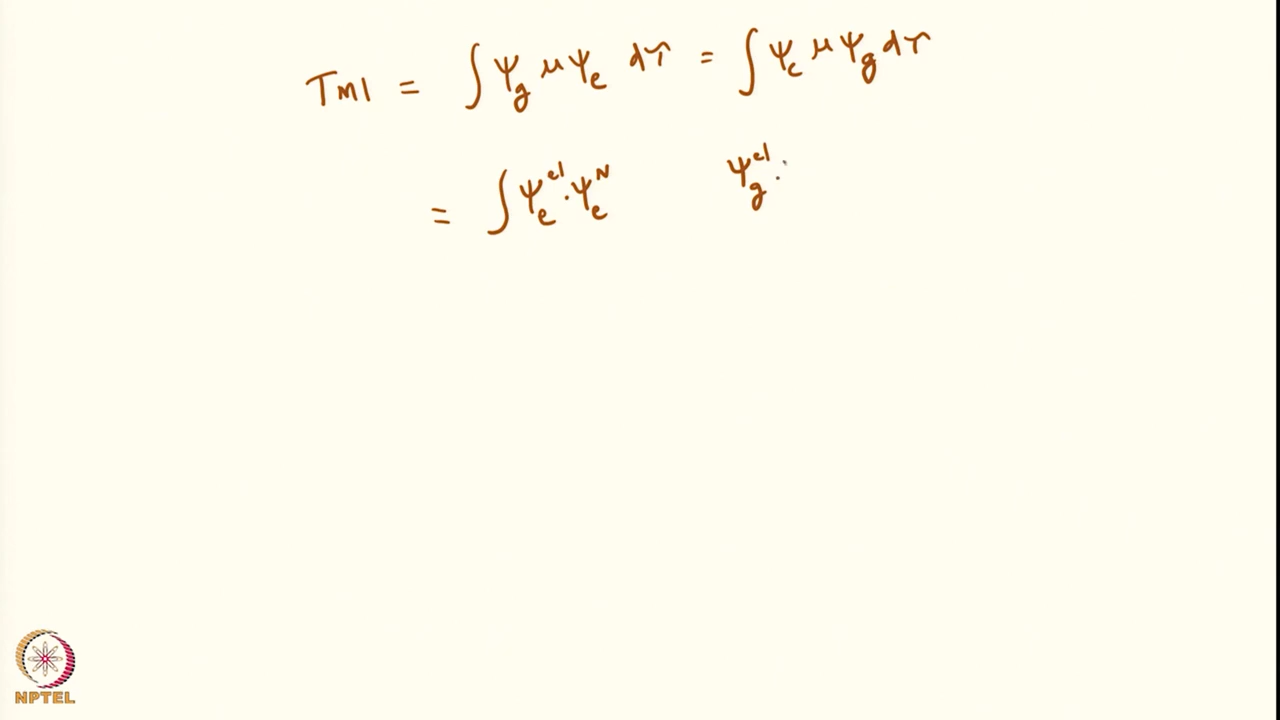 TMI = ∫ψ_g μ ψ_e dτ = ∫ψ_e μ ψ_g dτ
= ∫ψ_e^el · ψ_e^N ψ_g^el ·
NPTEL